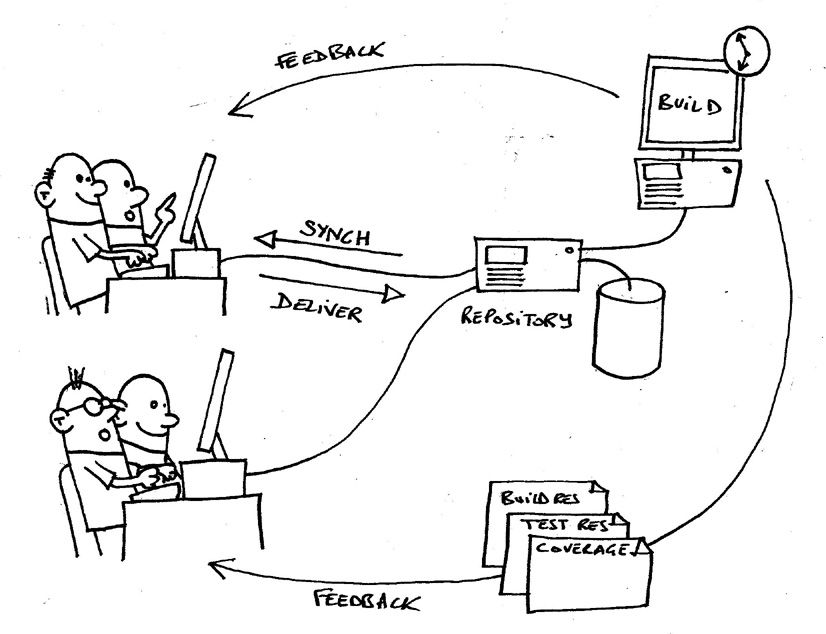 FEEDBACK
BUILD
SYNCH
DELIVER
REPOSITORY
BUILD RES
TEST RES
COVERAGE
FEEDBACK